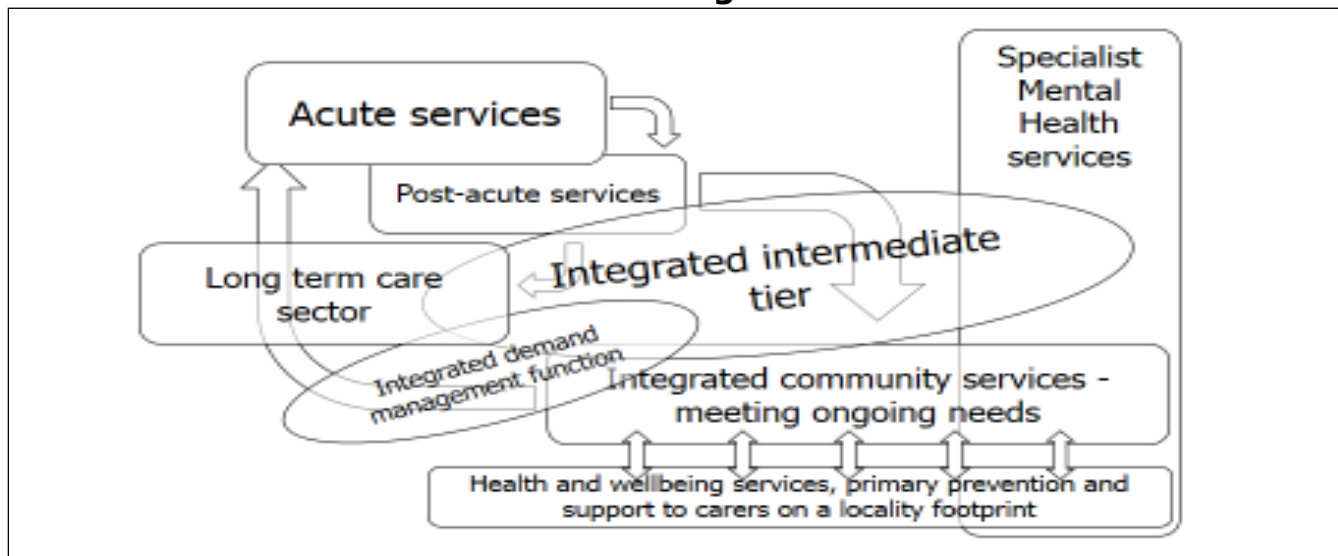 Acute services
Specialist
Mental
Health
services
Post-acute services
Integrated intermediate
tier
Long term care
sector
Integrated demand
management function
Integrated community services -
meeting ongoing needs
Health and wellbeing services, primary prevention and
support to carers on a locality footprint